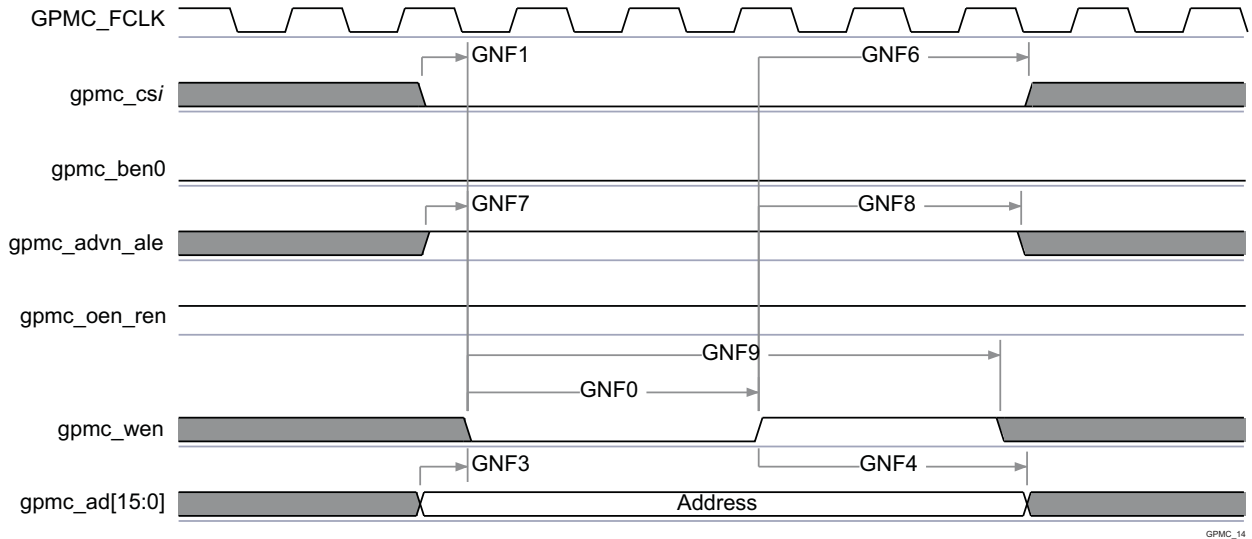 GPMC_FCLK
GNF1
GNF6
gpmc_csi
gpmc_ben0
GNF7
GNF8
gpmc_advn_ale
gpmc_oen_ren
GNF9
GNF0
gpmc_wen
GNF3
GNF4
gpmc_ad[15:0]
Address
GPMC_14